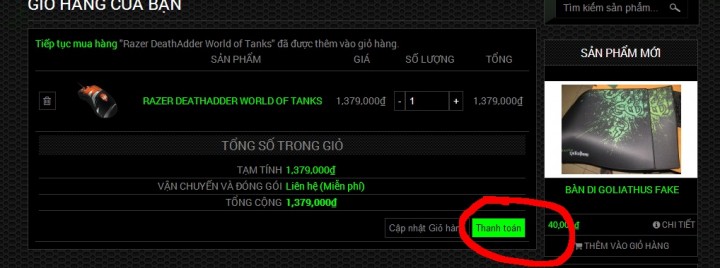 GIỎ HÀNG CỦA BẠN
Tiếp tục mua hàng "Razer DeathAdder World of Tanks" đã được thêm vào giỏ hàng.
SẢN PHẨM GIÁ SỐ LƯỢNG TỔNG
RAZER DEATHADDER WORLD OF TANKS 1,379,000₫ - 1 + 1,379,000₫
TỔNG SỐ TRONG GIỎ
TẠM TÍNH 1,379,000₫
VẬN CHUYỂN VÀ ĐÓNG GÓI Liên hệ (Miễn phí)
TỔNG CỘNG 1,379,000₫
Cập nhật Giỏ hàn
Thanh toán
Tìm kiếm sản phẩm...
SẢN PHẨM MỚI
BÀN DI GOLIATHUS FAKE
40,000₫ CHI TIẾT
THÊM VÀO GIỎ HÀNG